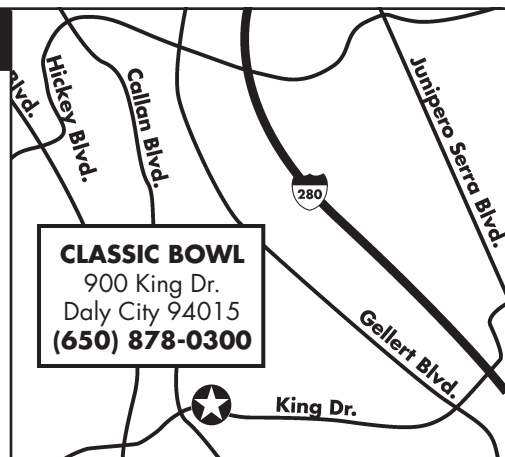 Hickey Blvd.
Callan Blvd.
Junipero Serra Blvd.
280
CLASSIC BOWL
900 King Dr.
Daly City 94015
(650) 878-0300
Gellert Blvd.
King Dr.